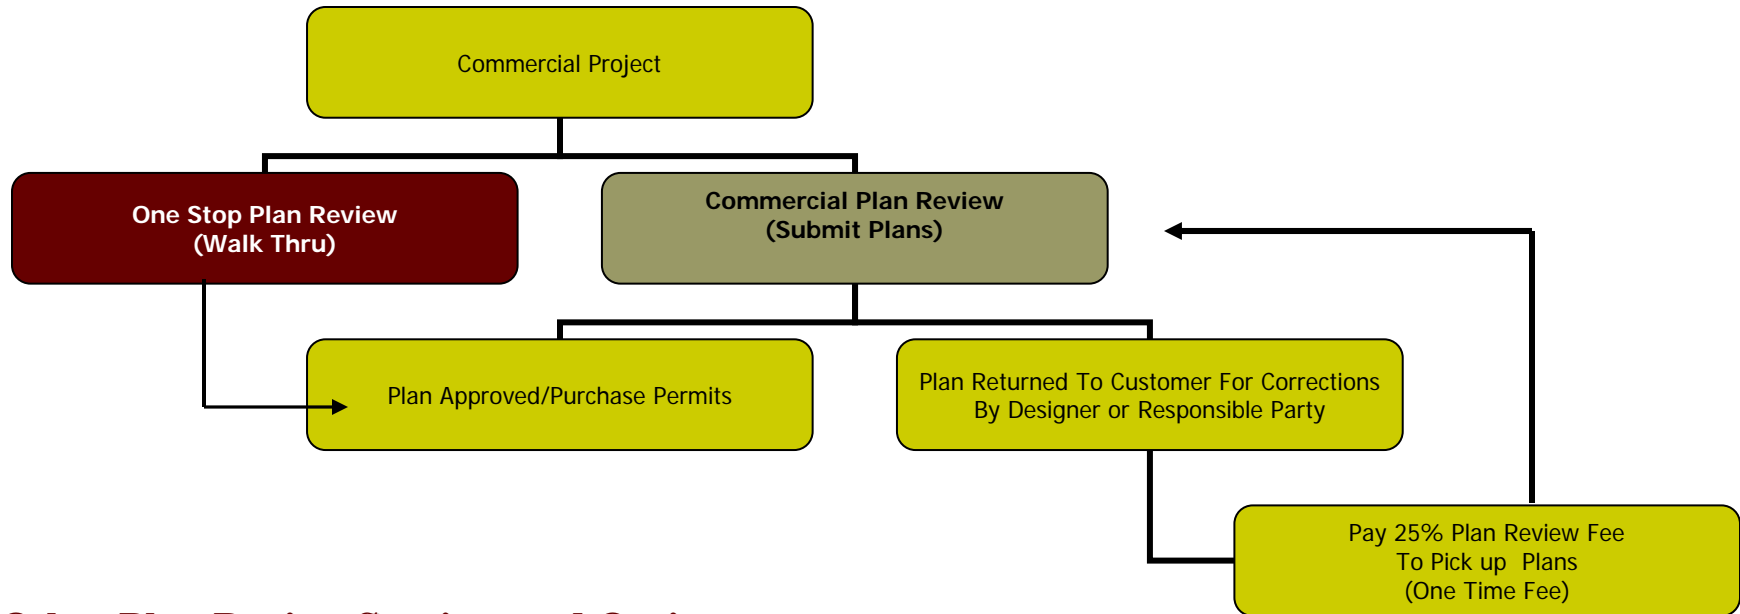 Commercial Project
One Stop Plan Review
(Walk Thru)
Commercial Plan Review
(Submit Plans)
Plan Approved/Purchase Permits
Plan Returned To Customer For Corrections
By Designer or Responsible Party
Pay 25% Plan Review Fee
To Pick up Plans
(One Time Fee)